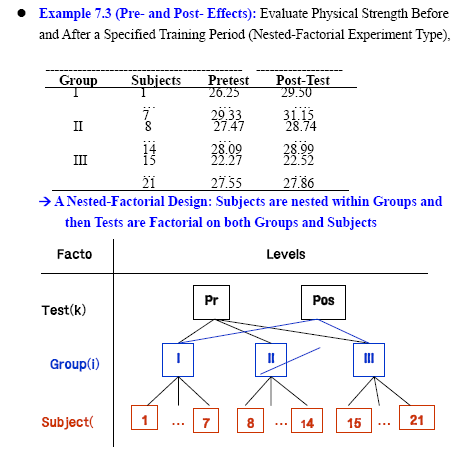 ● Example 7.3 (Pre- and Post- Effects): Evaluate Physical Strength Before
and After a Specified Training Period (Nested-Factorial Experiment Type),
Group Subjects Pretest Post-Test
I 1 26.25 29.50
... ... ...
7 29.33 31.15
II 8 27.47 28.74
... ... ...
14 28.09 28.99
III 15 22.27 22.52
... ... ...
21 27.55 27.86
→ A Nested-Factorial Design: Subjects are nested within Groups and
then Tests are Factorial on both Groups and Subjects
Facto Levels
Test(k) Pr Pos
Group(i) I II III
Subject( 1 ... 7 8 ... 14 15 ... 21